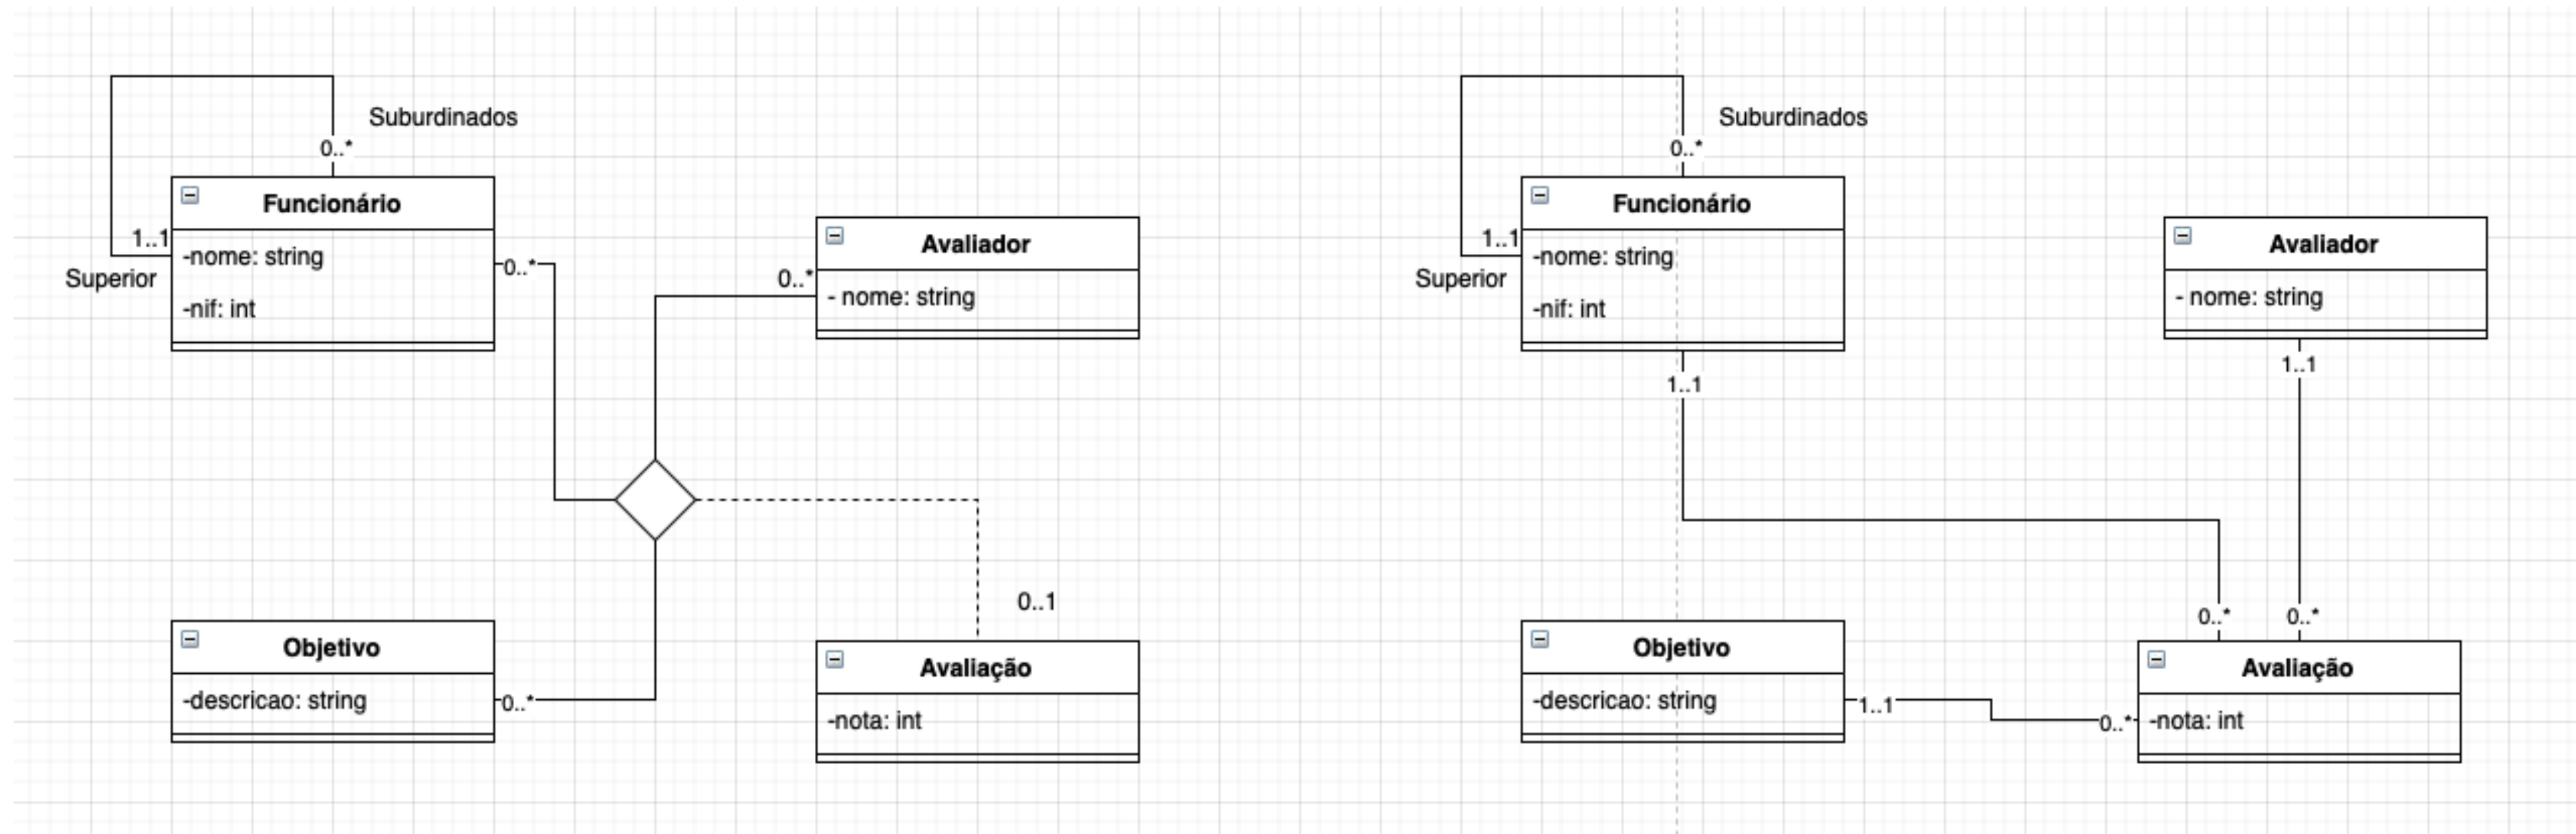 Suburdinados
0..*
Funcionário
1..1
-nome: string
Superior
-nif: int
0..*
Avaliador
0..*
- nome: string
Objetivo
-descricao: string
0..*
0..1
Avaliação
-nota: int
Suburdinados
0..*
Funcionário
1..1
-nome: string
Superior
-nif: int
1..1
Avaliador
- nome: string
1..1
Objetivo
-descricao: string
1..1
0..*
0..*
0..*
Avaliação
-nota: int